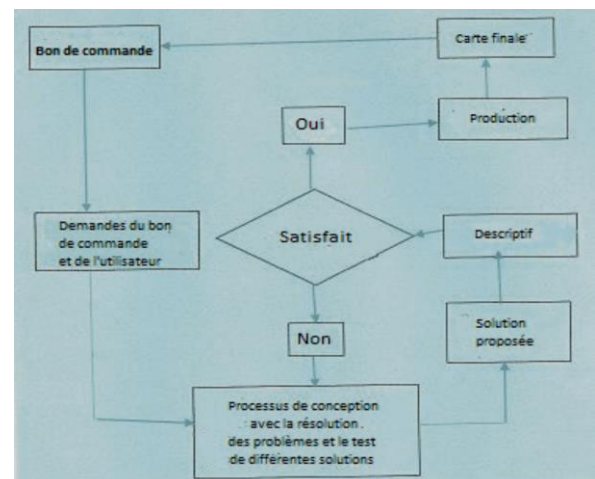 Bon de commande
Carte finale
Oui
Production
Demandes du bon
de commande
et de l'utilisateur
Satisfait
Descriptif
Non
Solution
proposée
Processus de conception
avec la résolution
des problèmes et le test
de différentes solutions